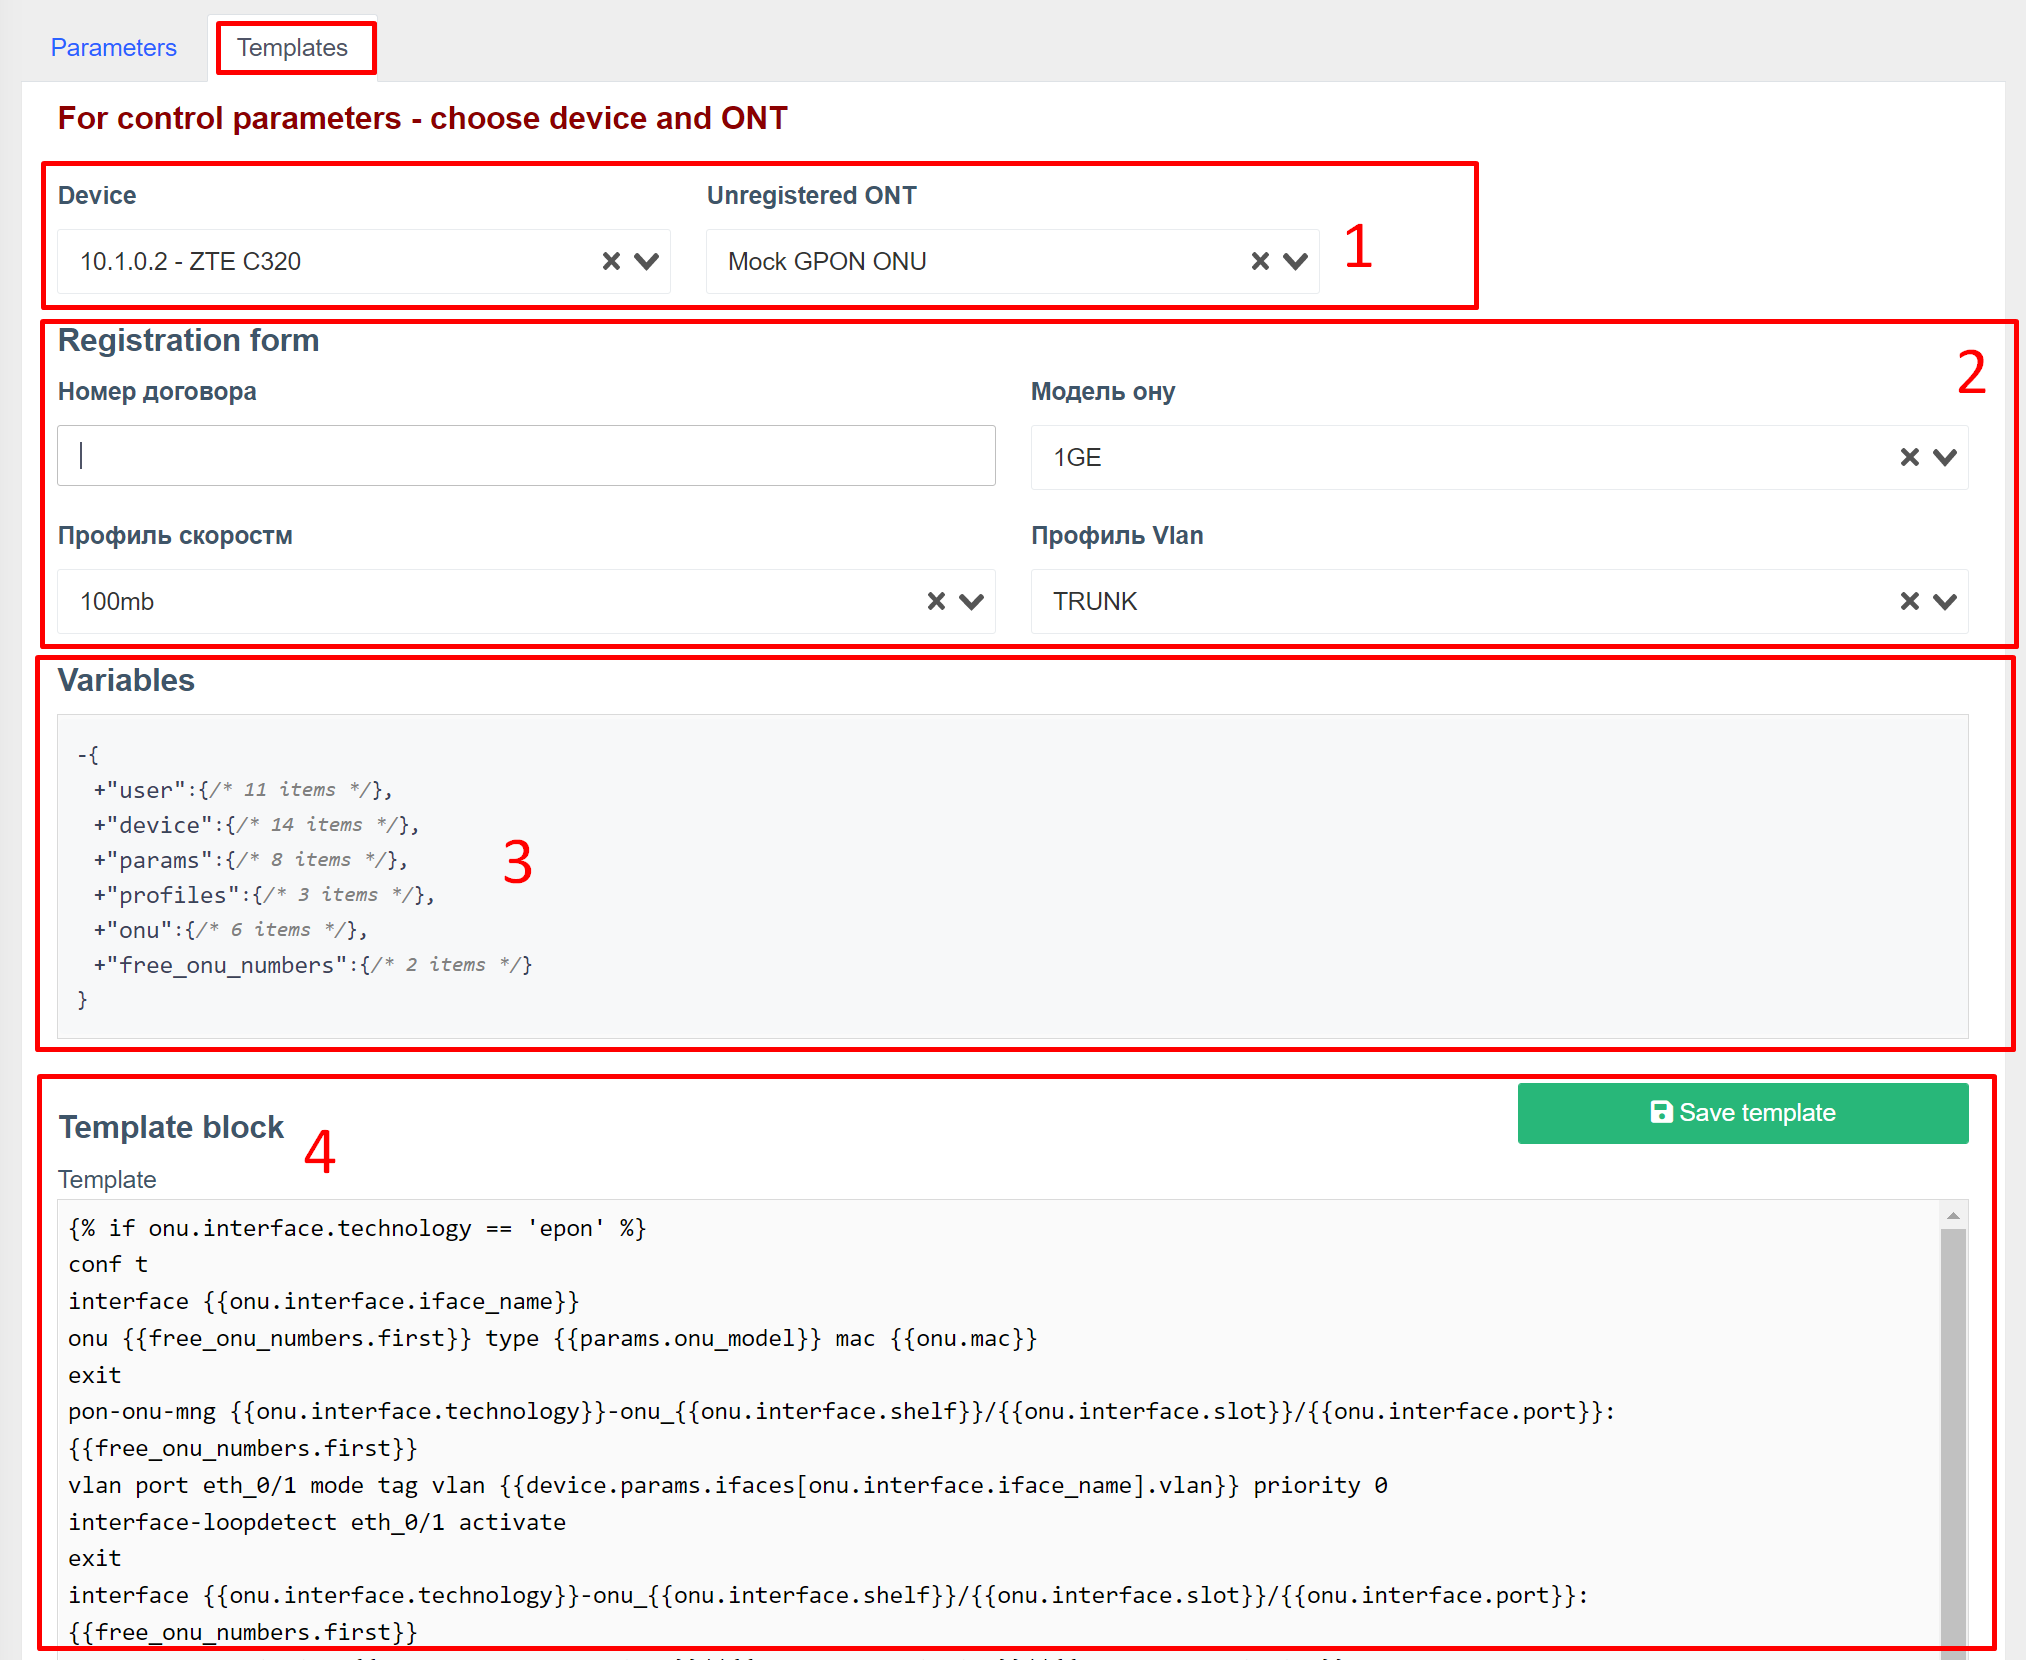 Parameters Templates
For control parameters - choose device and ONT
Device Unregistered ONT
10.1.0.2 - ZTE C320 Mock GPON ONU 1
Registration form 2
Номер договора Модель ону
1GE
Профиль скоростм Профиль Vlan
100mb TRUNK
Variables
-{
+"user":{/* 11 items */},
+"device":{/* 14 items */},
+"params":{/* 8 items */}, 3
+"profiles":{/* 3 items */},
+"onu":{/* 6 items */},
+"free_onu_numbers":{/* 2 items */}
}
Template block 4 Save template
Template
{% if onu.interface.technology == 'epon' %}
conf t
interface {{onu.interface.iface_name}}
onu {{free_onu_numbers.first}} type {{params.onu_model}} mac {{onu.mac}}
exit
pon-onu-mng {{onu.interface.technology}}-onu_{{onu.interface.shelf}}/{{onu.interface.slot}}/{{onu.interface.port}}:
{{free_onu_numbers.first}}
vlan port eth_0/1 mode tag vlan {{device.params.ifaces[onu.interface.iface_name].vlan}} priority 0
interface-loopdetect eth_0/1 activate
exit
interface {{onu.interface.technology}}-onu_{{onu.interface.shelf}}/{{onu.interface.slot}}/{{onu.interface.port}}:
{{free_onu_numbers.first}}